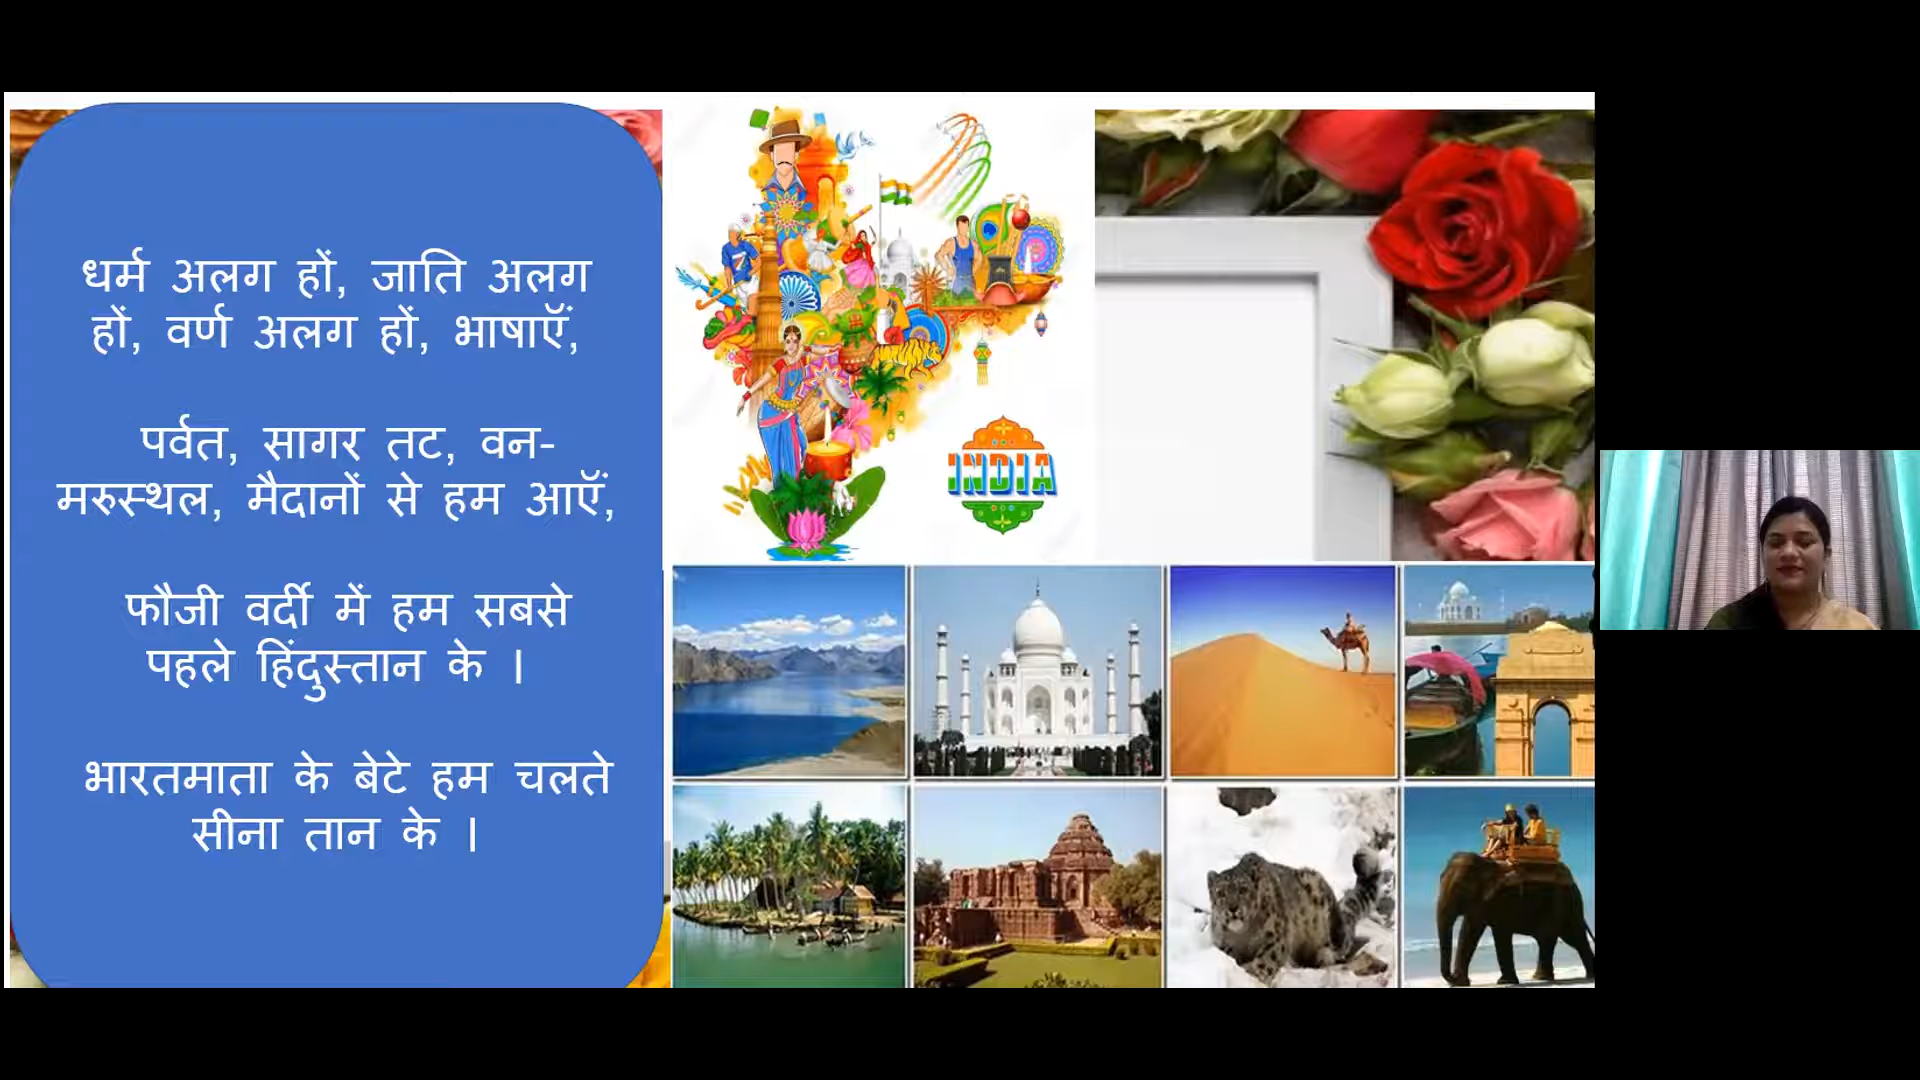 धर्म अलग हों, जाति अलग
हों, वर्ण अलग हों, भाषाऍं,
पर्वत, सागर तट, वन-
मरुस्थल, मैदानों से हम आऍं,
फौजी वर्दी में हम सबसे
पहले हिंदुस्तान के ।
भारतमाता के बेटे हम चलते
सीना तान के ।
INDIA